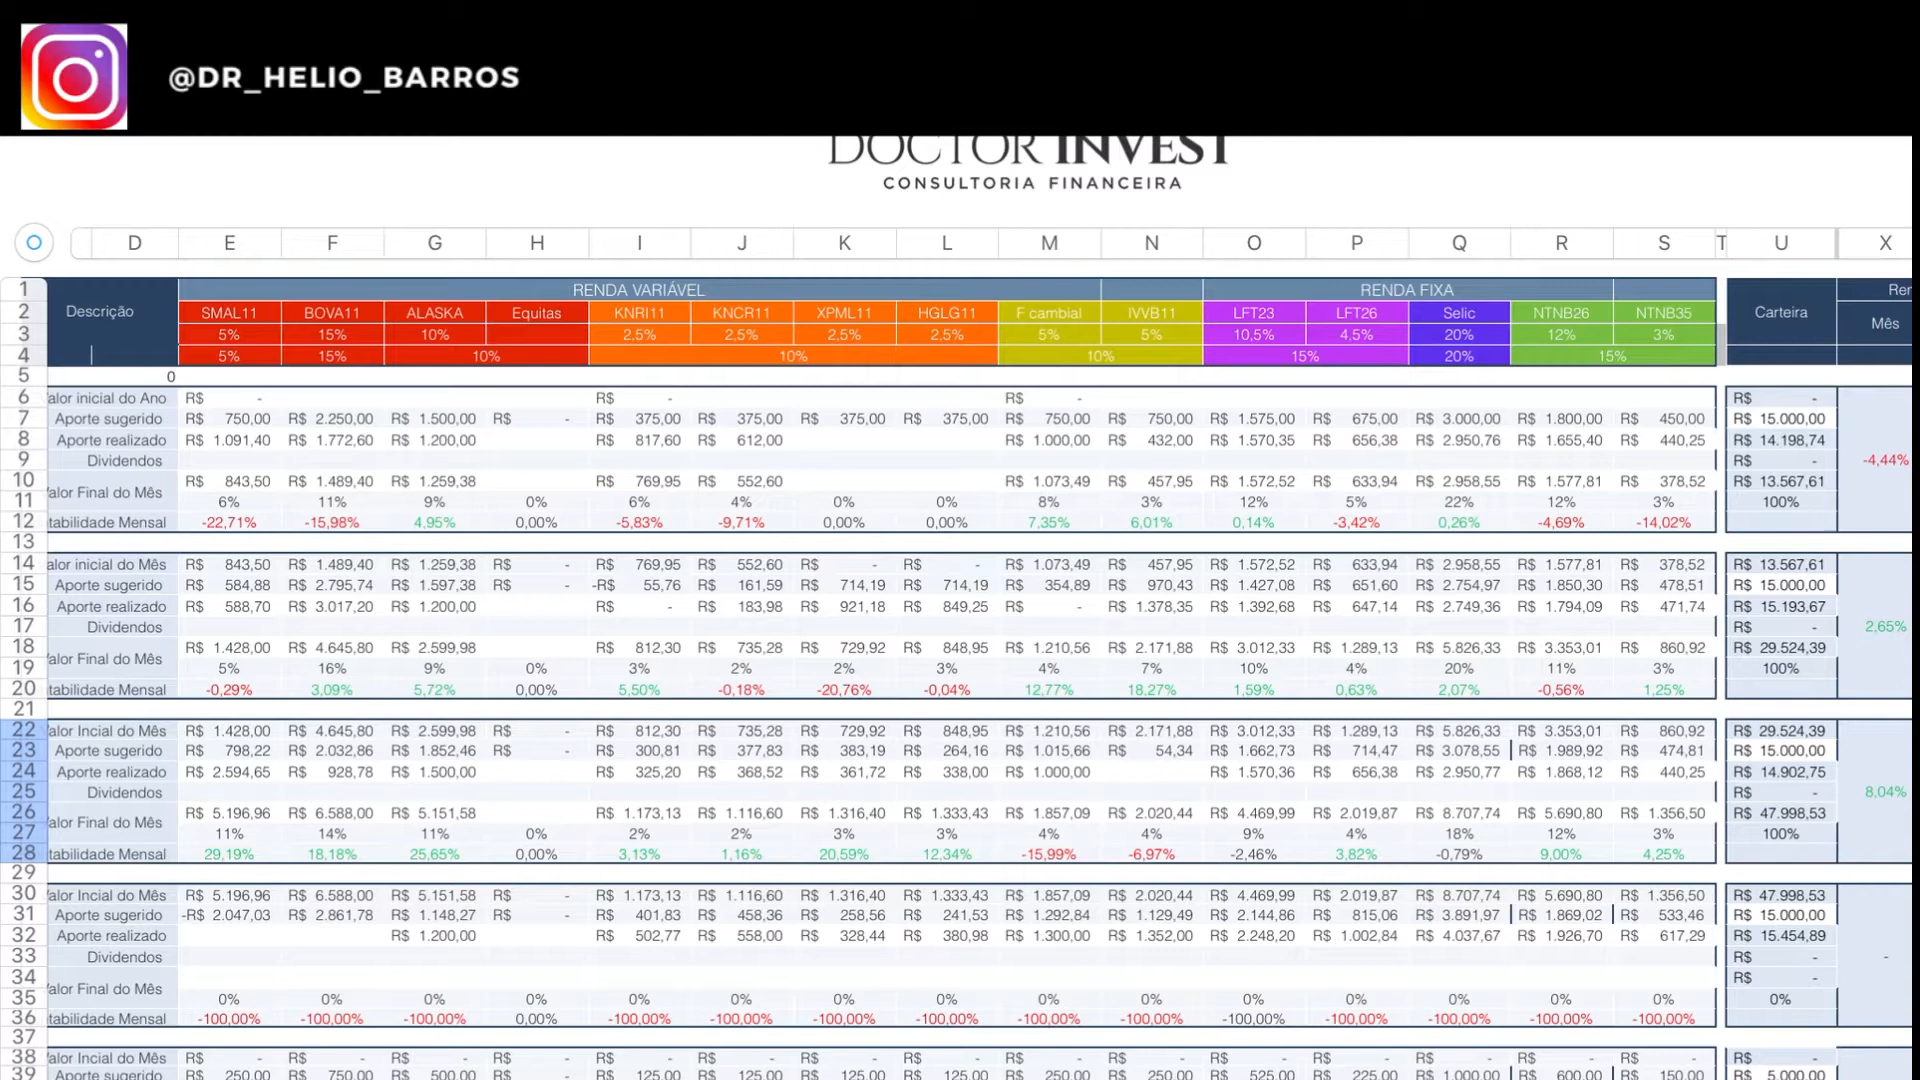 @DR_HELIO_BARROS
DOCTOR INVEST
CONSULTORIA FINANCEIRA
D E F G H I J K L M N O P Q R S T U X
1 RENDA VARIÁVEL RENDA FIXA Ren
2 Descrição SMAL11 BOVA11 ALASKA Equitas KNRI11 KNCR11 XPML11 HGLG11 F cambial IVVB11 LFT23 LFT26 Selic NTNB26 NTNB35 Carteira Mês
3 5% 15% 10% 2,5% 2,5% 2,5% 2,5% 5% 5% 10,5% 4,5% 20% 12% 3%
4 5% 15% 10% 10% 10% 15% 20% 15%
5 0
6 alor inicial do Ano R$ - R$ - R$ - R$ -
7 Aporte sugerido R$ 750,00 R$ 2.250,00 R$ 1.500,00 R$ - R$ 375,00 R$ 375,00 R$ 375,00 R$ 375,00 R$ 750,00 R$ 750,00 R$ 1.575,00 R$ 675,00 R$ 3.000,00 R$ 1.800,00 R$ 450,00 R$ 15.000,00
8 Aporte realizado R$ 1.091,40 R$ 1.772,60 R$ 1.200,00 R$ 817,60 R$ 612,00 R$ 1.000,00 R$ 432,00 R$ 1.570,35 R$ 656,38 R$ 2.950,76 R$ 1.655,40 R$ 440,25 R$ 14.198,74
9 Dividendos R$ - -4,44%
10 alor Final do Mês R$ 843,50 R$ 1.489,40 R$ 1.259,38 R$ 769,95 R$ 552,60 R$ 1.073,49 R$ 457,95 R$ 1.572,52 R$ 633,94 R$ 2.958,55 R$ 1.577,81 R$ 378,52 R$ 13.567,61
11 6% 11% 9% 0% 6% 4% 0% 0% 8% 3% 12% 5% 22% 12% 3% 100%
12 tabilidade Mensal -22,71% -15,98% 4,95% 0,00% -5,83% -9,71% 0,00% 0,00% 7,35% 6,01% 0,14% -3,42% 0,26% -4,69% -14,02%
13
14 alor inicial do Mês R$ 843,50 R$ 1.489,40 R$ 1.259,38 R$ - R$ 769,95 R$ 552,60 R$ - R$ - R$ 1.073,49 R$ 457,95 R$ 1.572,52 R$ 633,94 R$ 2.958,55 R$ 1.577,81 R$ 378,52 R$ 13.567,61
15 Aporte sugerido R$ 584,88 R$ 2.795,74 R$ 1.597,38 R$ - -R$ 55,76 R$ 161,59 R$ 714,19 R$ 714,19 R$ 354,89 R$ 970,43 R$ 1.427,08 R$ 651,60 R$ 2.754,97 R$ 1.850,30 R$ 478,51 R$ 15.000,00
16 Aporte realizado R$ 588,70 R$ 3.017,20 R$ 1.200,00 R$ - R$ 183,98 R$ 921,18 R$ 849,25 R$ - R$ 1.378,35 R$ 1.392,68 R$ 647,14 R$ 2.749,36 R$ 1.794,09 R$ 471,74 R$ 15.193,67
17 Dividendos R$ - 2,65%
18 alor Final do Mês R$ 1.428,00 R$ 4.645,80 R$ 2.599,98 R$ 812,30 R$ 735,28 R$ 729,92 R$ 848,95 R$ 1.210,56 R$ 2.171,88 R$ 3.012,33 R$ 1.289,13 R$ 5.826,33 R$ 3.353,01 R$ 860,92 R$ 29.524,39
19 5% 16% 9% 0% 3% 2% 2% 3% 4% 7% 10% 4% 20% 11% 3% 100%
20 tabilidade Mensal -0,29% 3,09% 5,72% 0,00% 5,50% -0,18% -20,76% -0,04% 12,77% 18,27% 1,59% 0,63% 2,07% -0,56% 1,25%
21
22 alor Incial do Mês R$ 1.428,00 R$ 4.645,80 R$ 2.599,98 R$ - R$ 812,30 R$ 735,28 R$ 729,92 R$ 848,95 R$ 1.210,56 R$ 2.171,88 R$ 3.012,33 R$ 1.289,13 R$ 5.826,33 R$ 3.353,01 R$ 860,92 R$ 29.524,39
23 Aporte sugerido R$ 798,22 R$ 2.032,86 R$ 1.852,46 R$ - R$ 300,81 R$ 377,83 R$ 383,19 R$ 264,16 R$ 1.015,66 R$ 54,34 R$ 1.662,73 R$ 714,47 R$ 3.078,55 R$ 1.989,92 R$ 474,81 R$ 15.000,00
24 Aporte realizado R$ 2.594,65 R$ 928,78 R$ 1.500,00 R$ 325,20 R$ 368,52 R$ 361,72 R$ 338,00 R$ 1.000,00 R$ 1.570,36 R$ 656,38 R$ 2.950,77 R$ 1.868,12 R$ 440,25 R$ 14.902,75
25 Dividendos R$ - 8,04%
26 alor Final do Mês R$ 5.196,96 R$ 6.588,00 R$ 5.151,58 R$ 1.173,13 R$ 1.116,60 R$ 1.316,40 R$ 1.333,43 R$ 1.857,09 R$ 2.020,44 R$ 4.469,99 R$ 2.019,87 R$ 8.707,74 R$ 5.690,80 R$ 1.356,50 R$ 47.998,53
27 11% 14% 11% 0% 2% 2% 3% 3% 4% 4% 9% 4% 18% 12% 3% 100%
28 tabilidade Mensal 29,19% 18,18% 25,65% 0,00% 3,13% 1,16% 20,59% 12,34% -15,99% -6,97% -2,46% 3,82% -0,79% 9,00% 4,25%
29
30 alor Incial do Mês R$ 5.196,96 R$ 6.588,00 R$ 5.151,58 R$ - R$ 1.173,13 R$ 1.116,60 R$ 1.316,40 R$ 1.333,43 R$ 1.857,09 R$ 2.020,44 R$ 4.469,99 R$ 2.019,87 R$ 8.707,74 R$ 5.690,80 R$ 1.356,50 R$ 47.998,53
31 Aporte sugerido -R$ 2.047,03 R$ 2.861,78 R$ 1.148,27 R$ - R$ 401,83 R$ 458,36 R$ 258,56 R$ 241,53 R$ 1.292,84 R$ 1.129,49 R$ 2.144,86 R$ 815,06 R$ 3.891,97 R$ 1.869,02 R$ 533,46 R$ 15.000,00
32 Aporte realizado R$ 1.200,00 R$ 502,77 R$ 558,00 R$ 328,44 R$ 380,98 R$ 1.300,00 R$ 1.352,00 R$ 2.248,20 R$ 1.002,84 R$ 4.037,67 R$ 1.926,70 R$ 617,29 R$ 15.454,89
33 Dividendos R$ - -
34 alor Final do Mês R$ -
35 0% 0% 0% 0% 0% 0% 0% 0% 0% 0% 0% 0% 0% 0% 0% 0%
36 tabilidade Mensal -100,00% -100,00% -100,00% 0,00% -100,00% -100,00% -100,00% -100,00% -100,00% -100,00% -100,00% -100,00% -100,00% -100,00% -100,00%
37
38 alor Incial do Mês R$ - R$ - R$ - R$ - R$ - R$ - R$ - R$ - R$ - R$ - R$ - R$ - R$ - R$ - R$ - R$ -
39 Aporte sugerido R$ 250,00 R$ 750,00 R$ 500,00 R$ - R$ 125,00 R$ 125,00 R$ 125,00 R$ 125,00 R$ 250,00 R$ 250,00 R$ 525,00 R$ 225,00 R$ 1.000,00 R$ 600,00 R$ 150,00 R$ 5.000,00